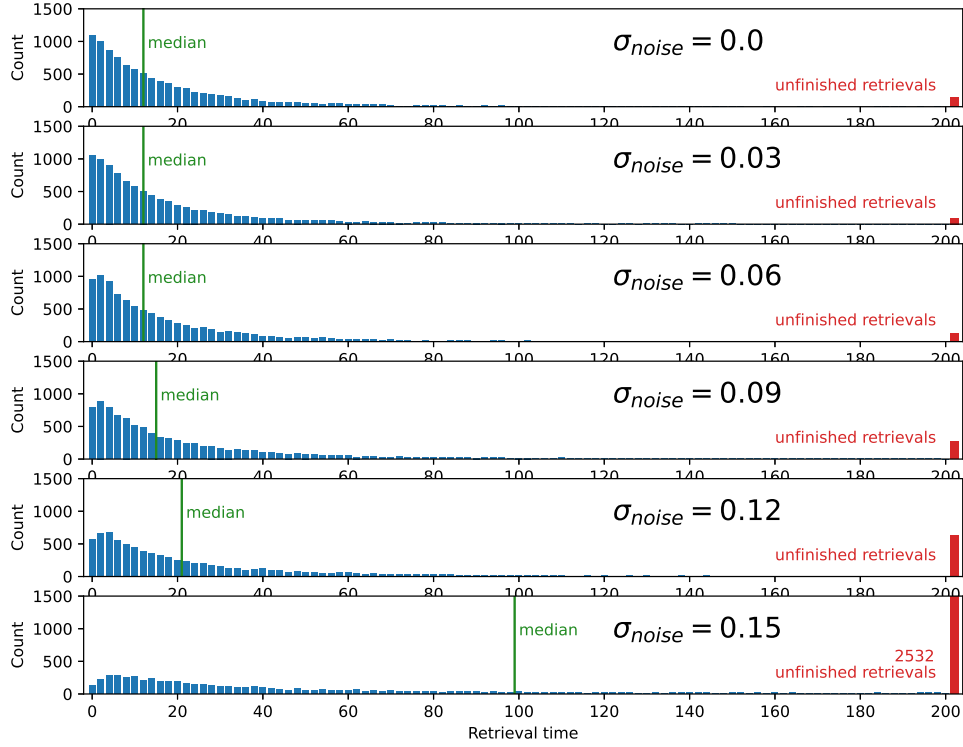 1500
1000
500
0
Count
median
σnoise = 0.0
unfinished retrievals
0 20 40 60 80 100 120 140 160 180 200
1500
1000
500
0
Count
median
σnoise = 0.03
unfinished retrievals
0 20 40 60 80 100 120 140 160 180 200
1500
1000
500
0
Count
median
σnoise = 0.06
unfinished retrievals
0 20 40 60 80 100 120 140 160 180 200
1500
1000
500
0
Count
median
σnoise = 0.09
unfinished retrievals
0 20 40 60 80 100 120 140 160 180 200
1500
1000
500
0
Count
median
σnoise = 0.12
unfinished retrievals
0 20 40 60 80 100 120 140 160 180 200
1500
1000
500
0
Count
median
σnoise = 0.15
2532
unfinished retrievals
0 20 40 60 80 100 120 140 160 180 200
Retrieval time